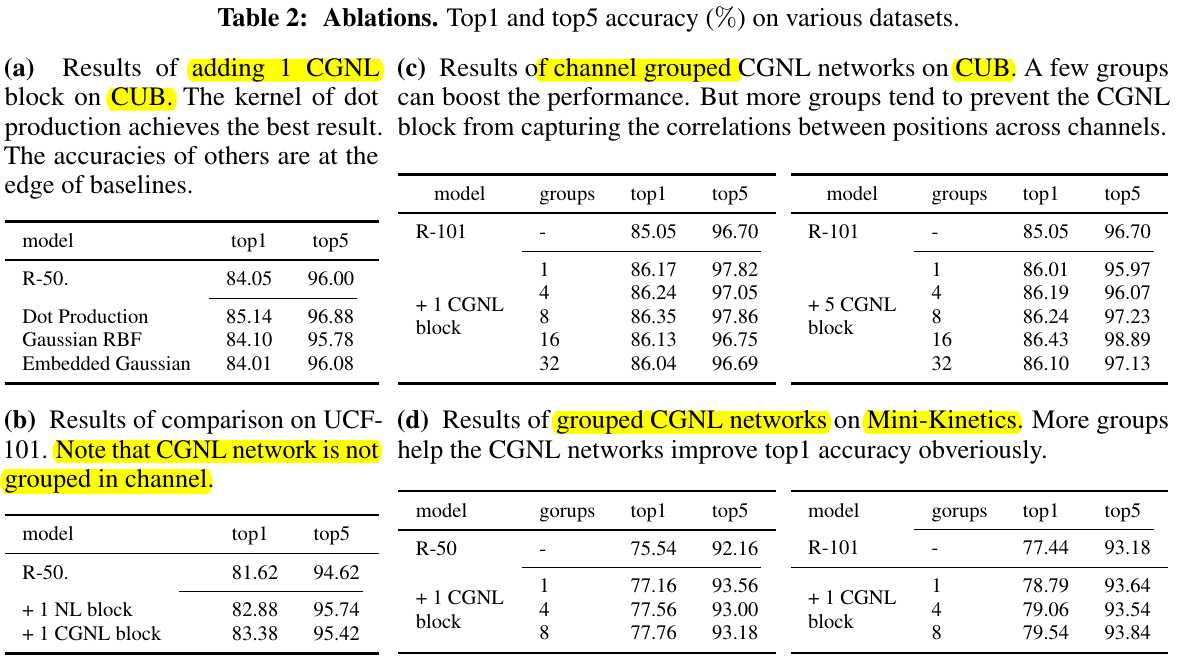 Table 2: Ablations. Top1 and top5 accuracy (%) on various datasets.
(a) Results of adding 1 CGNL
block on CUB. The kernel of dot
production achieves the best result.
The accuracies of others are at the
edge of baselines.
model top1 top5
R-50. 84.05 96.00
Dot Production 85.14 96.88
Gaussian RBF 84.10 95.78
Embedded Gaussian 84.01 96.08
(b) Results of comparison on UCF-
101. Note that CGNL network is not
grouped in channel.
model top1 top5
R-50. 81.62 94.62
+ 1 NL block 82.88 95.74
+ 1 CGNL block 83.38 95.42
(c) Results of channel grouped CGNL networks on CUB. A few groups
can boost the performance. But more groups tend to prevent the CGNL
block from capturing the correlations between positions across channels.
model groups top1 top5
R-101 - 85.05 96.70
+ 1 CGNL
block
1 86.17 97.82
4 86.24 97.05
8 86.35 97.86
16 86.13 96.75
32 86.04 96.69
model groups top1 top5
R-101 - 85.05 96.70
+ 5 CGNL
block
1 86.01 95.97
4 86.19 96.07
8 86.24 97.23
16 86.43 98.89
32 86.10 97.13
(d) Results of grouped CGNL networks on Mini-Kinetics. More groups
help the CGNL networks improve top1 accuracy obveriously.
model gorups top1 top5
R-50 - 75.54 92.16
+ 1 CGNL
block
1 77.16 93.56
4 77.56 93.00
8 77.76 93.18
model gorups top1 top5
R-101 - 77.44 93.18
+ 1 CGNL
block
1 78.79 93.64
4 79.06 93.54
8 79.54 93.84